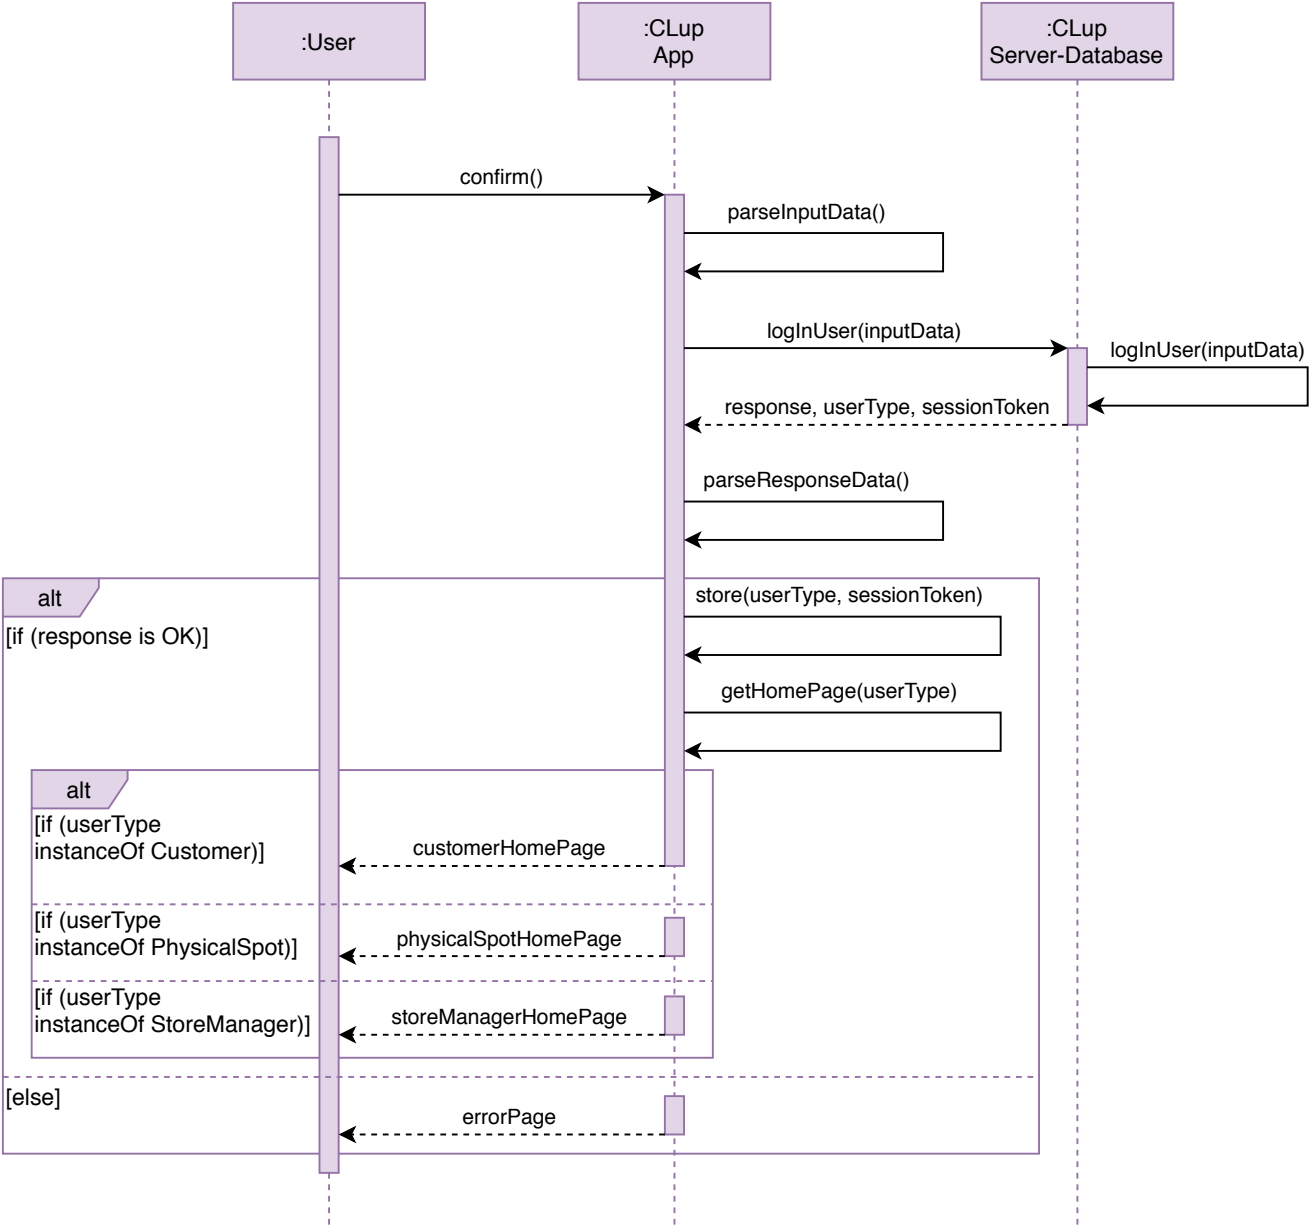 :User
:CLup
App
:CLup
Server-Database
confirm()
parseInputData()
logInUser(inputData)
logInUser(inputData)
response, userType, sessionToken
parseResponseData()
alt
[if (response is OK)]
store(userType, sessionToken)
getHomePage(userType)
alt
[if (userType
instanceOf Customer)]
customerHomePage
[if (userType
instanceOf PhysicalSpot)]
physicalSpotHomePage
[if (userType
instanceOf StoreManager)]
storeManagerHomePage
[else]
errorPage